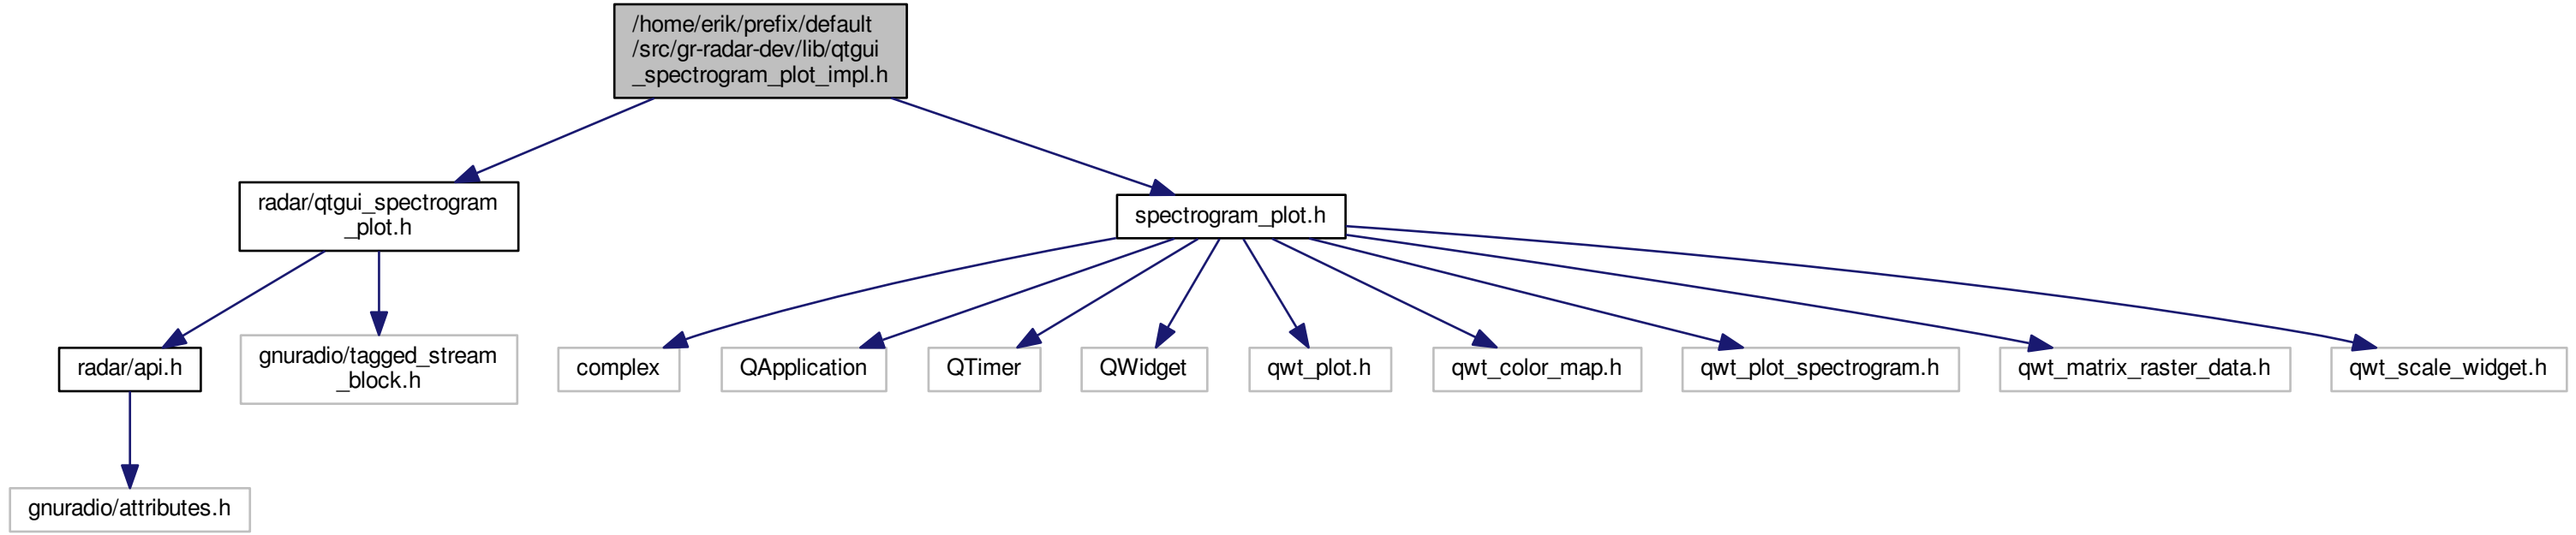 /home/erik/prefix/default
/src/gr-radar-dev/lib/qtgui
_spectrogram_plot_impl.h
radar/qtgui_spectrogram
_plot.h
spectrogram_plot.h
radar/api.h
gnuradio/tagged_stream
_block.h
complex
QApplication
QTimer
QWidget
qwt_plot.h
qwt_color_map.h
qwt_plot_spectrogram.h
qwt_matrix_raster_data.h
qwt_scale_widget.h
gnuradio/attributes.h